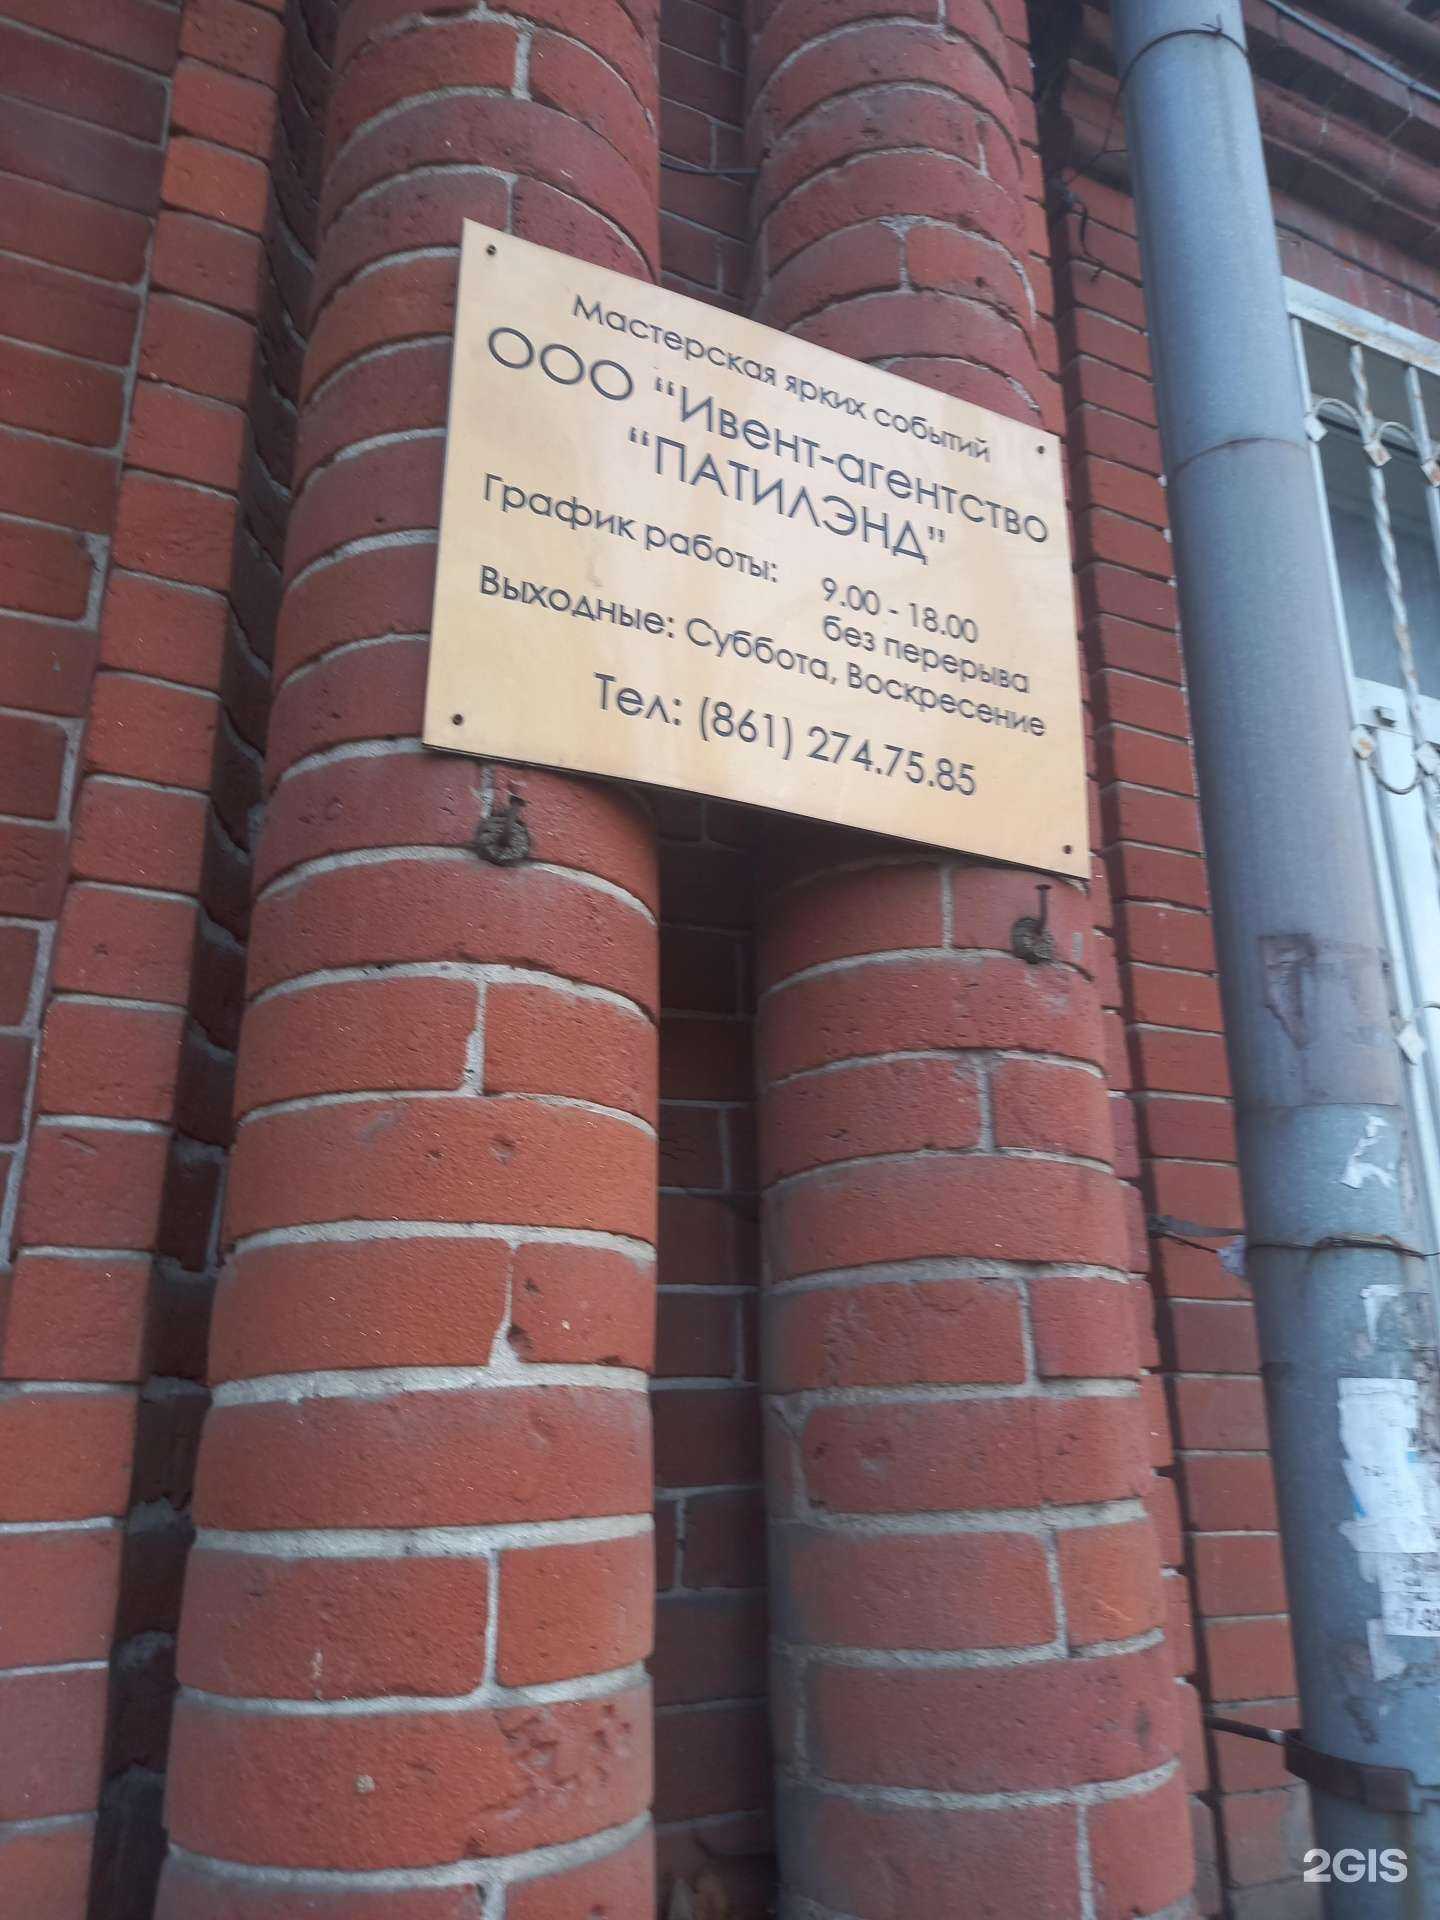 Мастерская ярких событий
ООО “Ивент-агентство
“ПАТИЛЭНД”
График работы: 9.00 - 18.00
без перерыва
Выходные: Суббота, Воскресение
Тел: (861) 274.75.85
2GIS